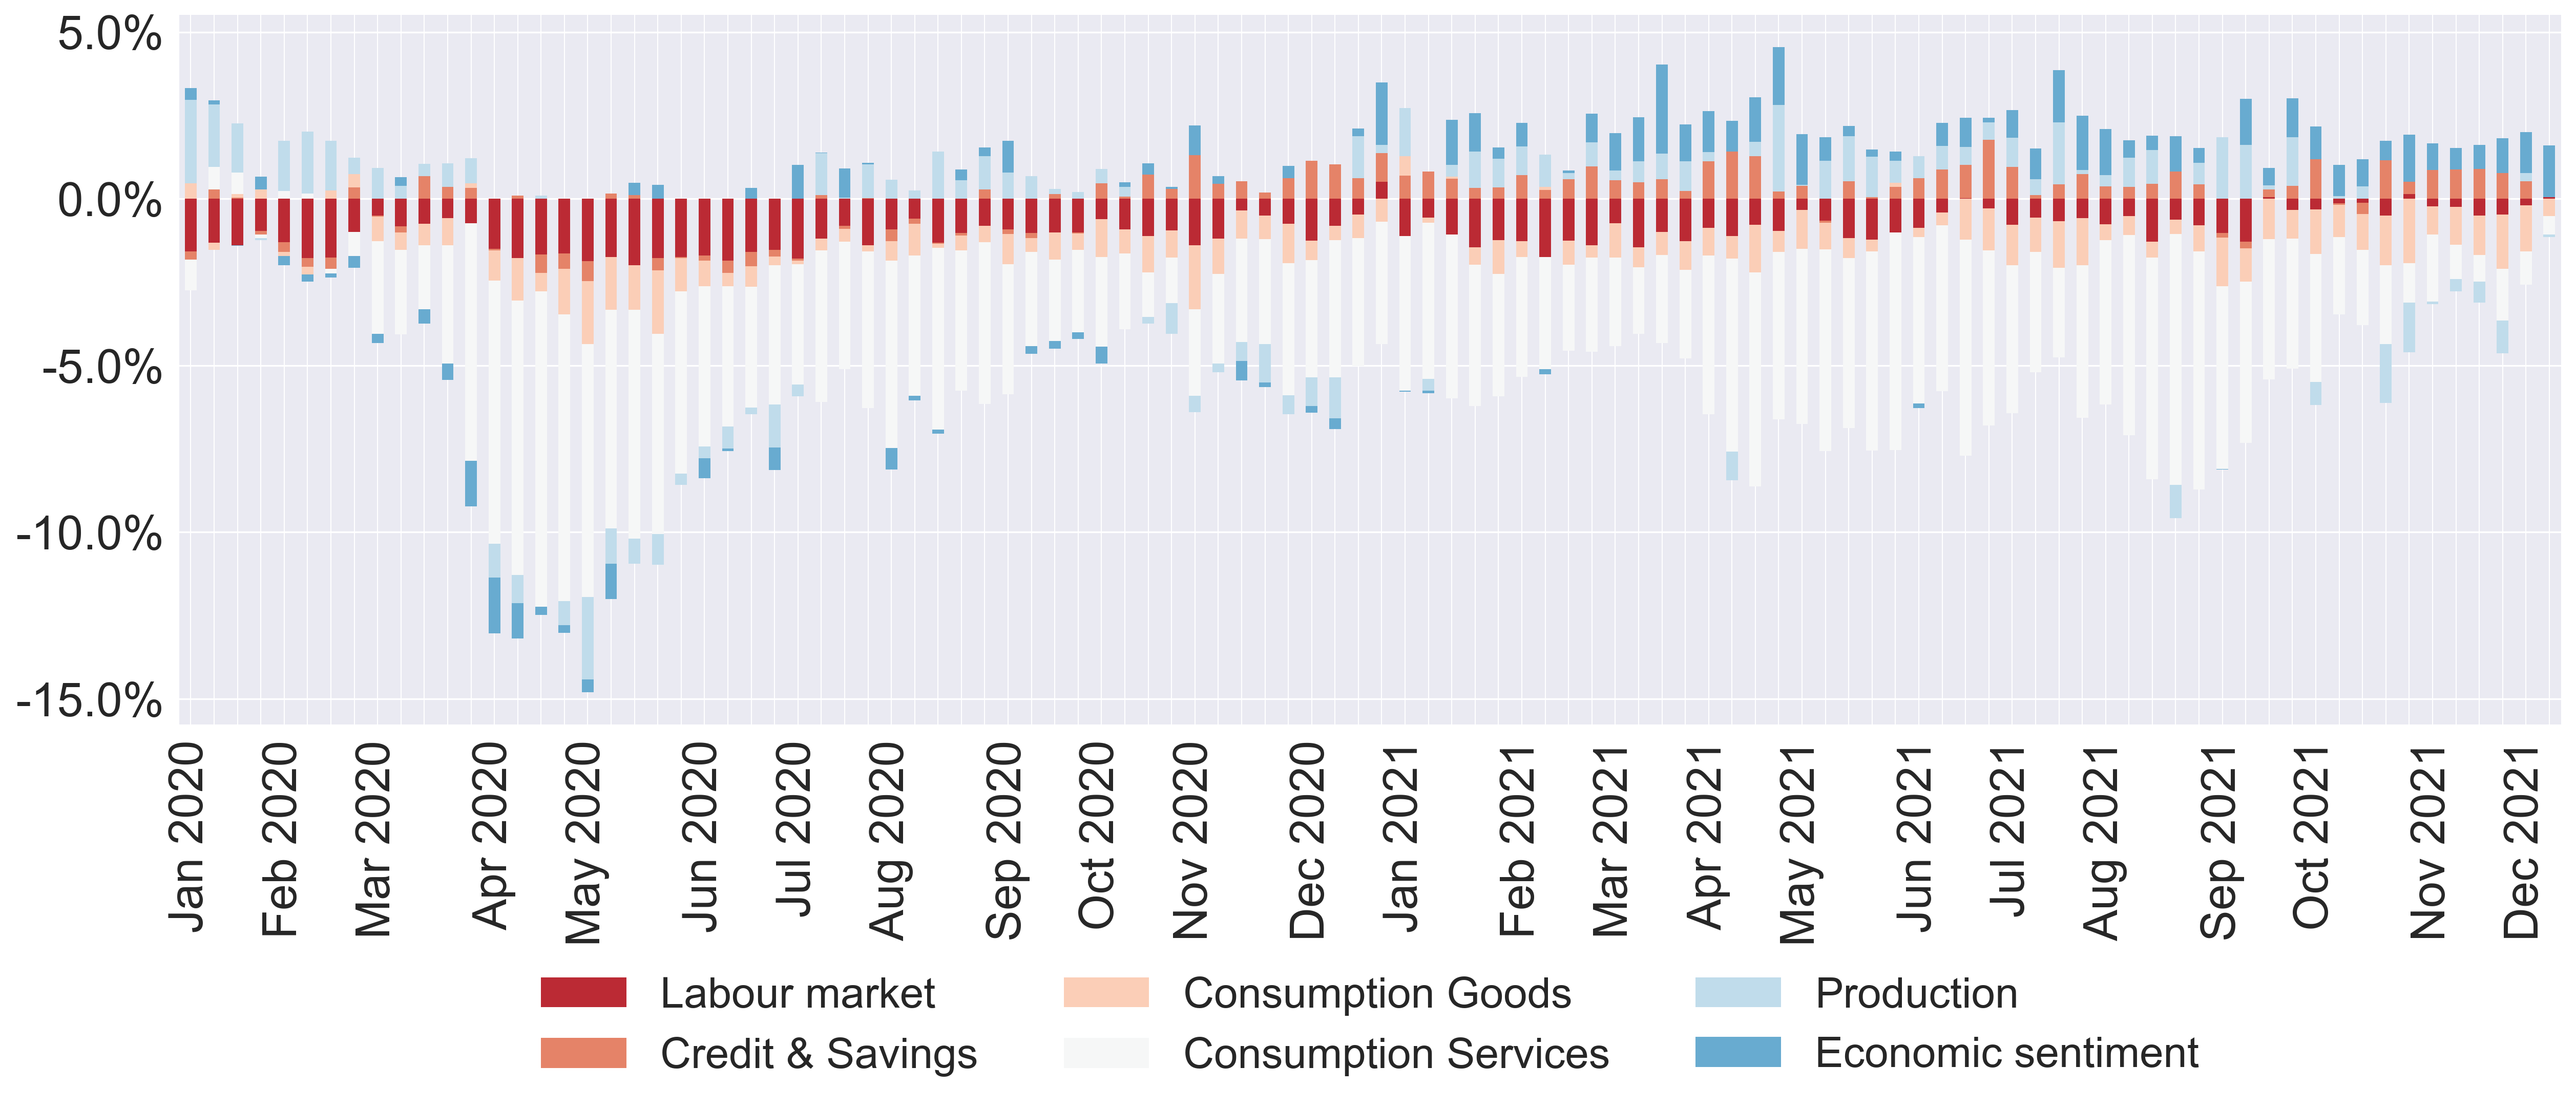 5.0%
0.0%
-5.0%
-10.0%
-15.0%
Jan 2020
Feb 2020
Mar 2020
Apr 2020
May 2020
Jun 2020
Jul 2020
Aug 2020
Sep 2020
Oct 2020
Nov 2020
Dec 2020
Jan 2021
Feb 2021
Mar 2021
Apr 2021
May 2021
Jun 2021
Jul 2021
Aug 2021
Sep 2021
Oct 2021
Nov 2021
Dec 2021
Labour market
Consumption Goods
Production
Credit & Savings
Consumption Services
Economic sentiment